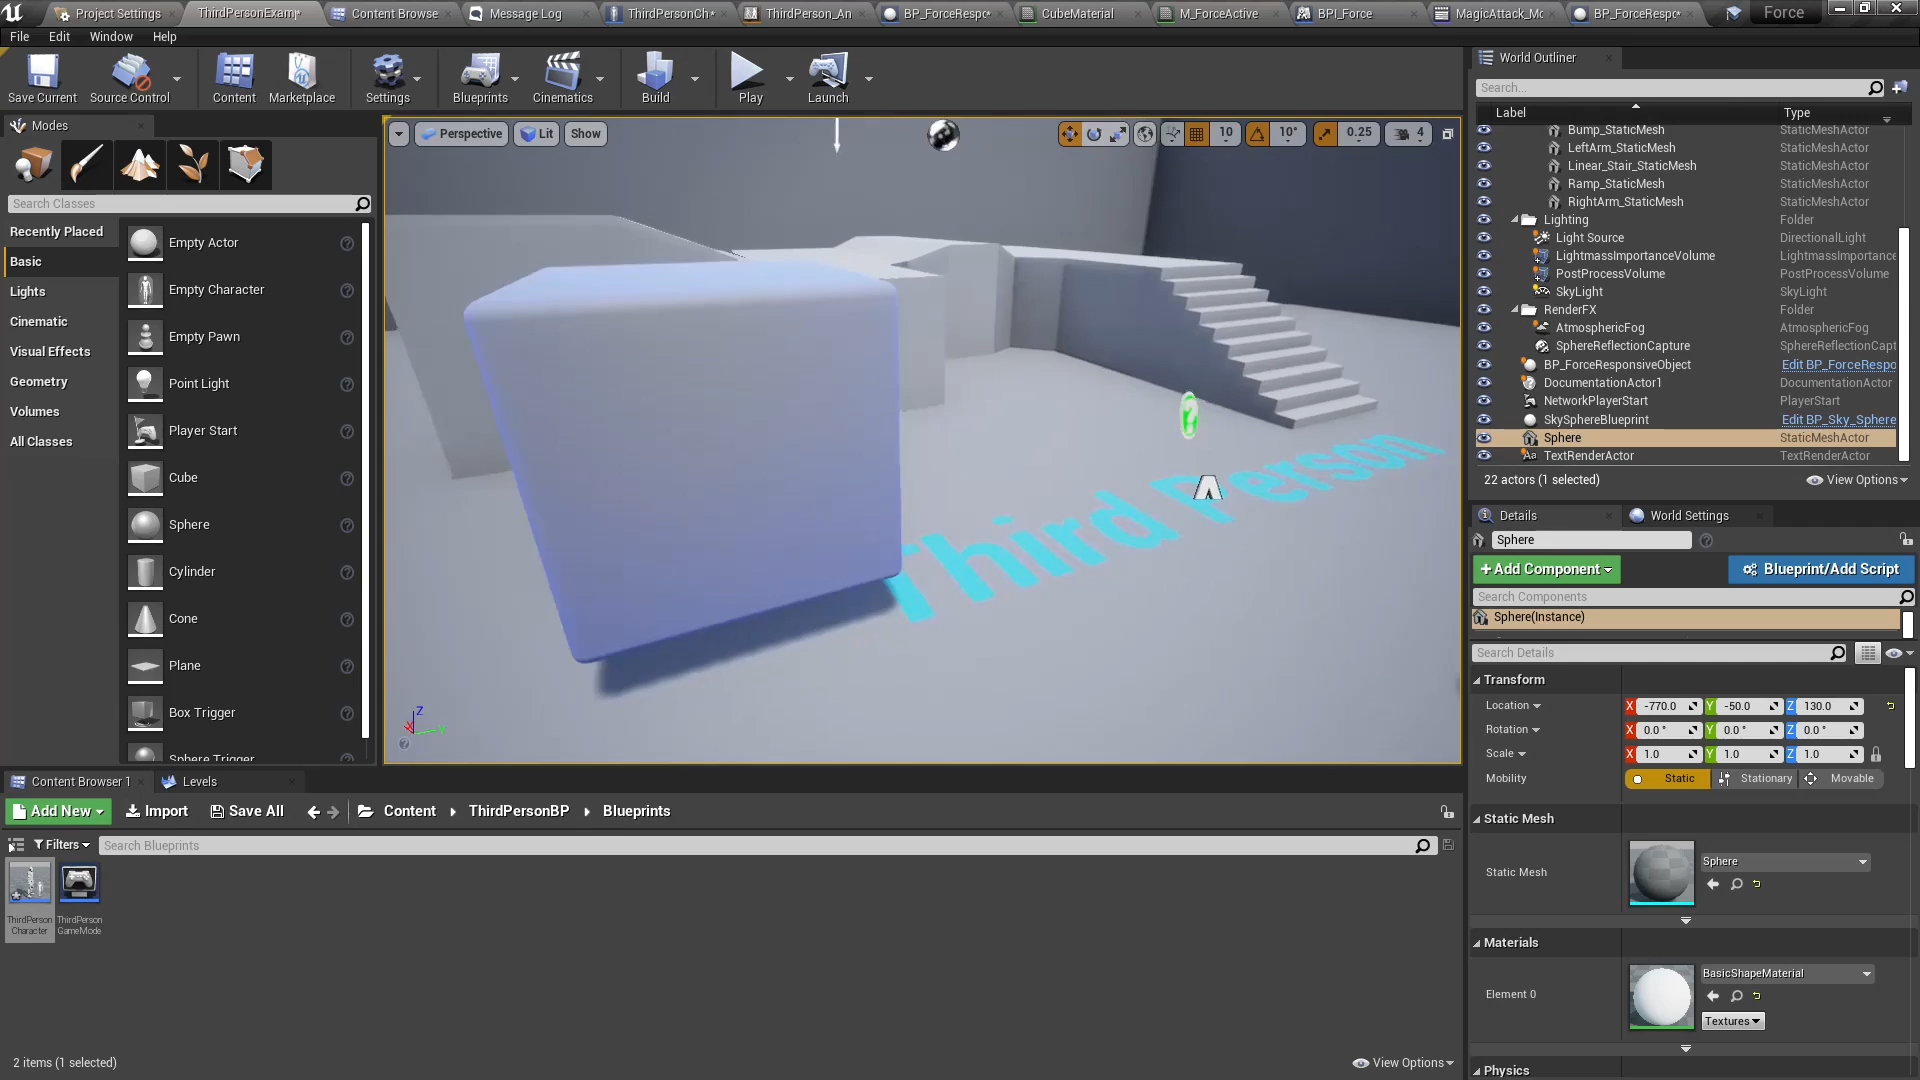 Project Settings
ThirdPersonExamp
Content Browse
Message Log
ThirdPersonCh*
ThirdPerson_An
BP_ForceRespo*
CubeMaterial
M_ForceActive
BPI_Force
MagicAttack_Mo
BP_ForceRespo*
Force
File
Edit
Window
Help
Save Current
Source Control
Content
Marketplace
Settings
Blueprints
Cinematics
Build
Play
Launch
Modes
Search Classes
Recently Placed
Basic
Lights
Cinematic
Visual Effects
Geometry
Volumes
All Classes
Empty Actor
Empty Character
Empty Pawn
Point Light
Player Start
Cube
Sphere
Cylinder
Cone
Plane
Box Trigger
Sphere Trigger
Perspective
Lit
Show
10
10°
0.25
4
Third Person
Z
X
Y
World Outliner
Search...
Label
Type
Bump_StaticMesh StaticMeshActor
LeftArm_StaticMesh StaticMeshActor
Linear_Stair_StaticMesh StaticMeshActor
Ramp_StaticMesh StaticMeshActor
RightArm_StaticMesh StaticMeshActor
Lighting Folder
Light Source DirectionalLight
LightmassImportanceVolume LightmassImportance
PostProcessVolume PostProcessVolume
SkyLight SkyLight
RenderFX Folder
AtmosphericFog AtmosphericFog
SphereReflectionCapture SphereReflectionCapt
BP_ForceResponsiveObject Edit BP_ForceRespo
DocumentationActor1 DocumentationActor
NetworkPlayerStart PlayerStart
SkySphereBlueprint Edit BP_Sky_Sphere
Sphere StaticMeshActor
TextRenderActor TextRenderActor
22 actors (1 selected)
View Options
Details
World Settings
Sphere
+Add Component
Blueprint/Add Script
Search Components
Sphere(Instance)
Search Details
Transform
Location X -770.0 Y -50.0 Z 130.0
Rotation X 0.0 ° Y 0.0 ° Z 0.0 °
Scale X 1.0 Y 1.0 Z 1.0
Mobility Static Stationary Movable
Static Mesh
Static Mesh
Sphere
Materials
Element 0
BasicShapeMaterial
Textures
Physics
Content Browser 1
Levels
Add New
Import
Save All
Content
ThirdPersonBP
Blueprints
Filters
Search Blueprints
ThirdPerson
Character
ThirdPerson
GameMode
2 items (1 selected)
View Options